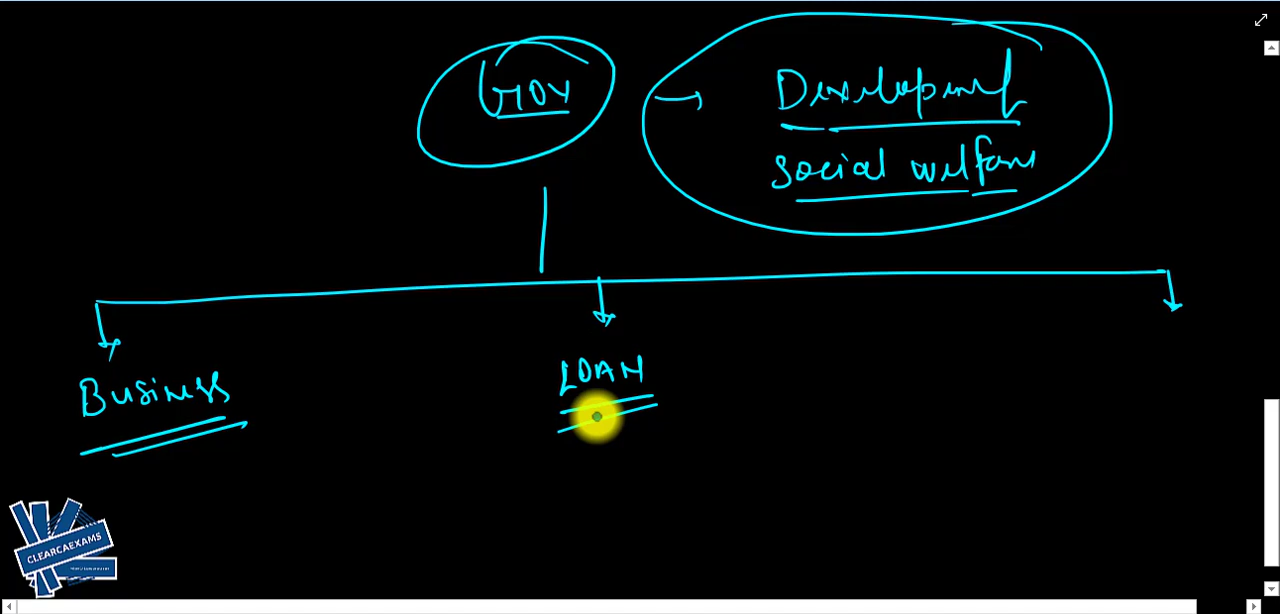 GOV
→ Development
social welfare
Business
LOAN
CLEARCAEXAMS